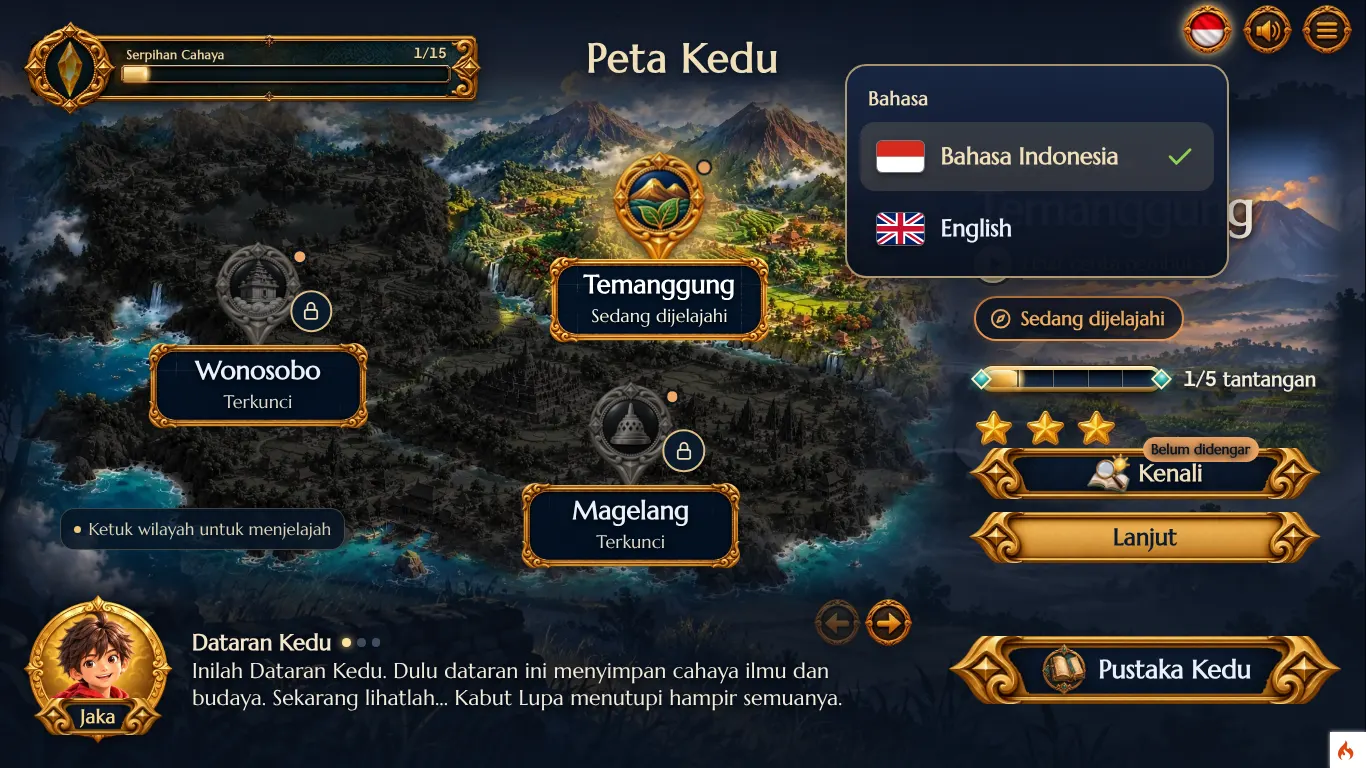 Serpihan Cahaya
1/15
Peta Kedu
Bahasa
Bahasa Indonesia
English
Temanggung
Temanggung
Sedang dijelajahi
Sedang dijelajahi
Wonosobo
Terkunci
1/5 tantangan
Belum didengar
Kenali
Magelang
Terkunci
Ketuk wilayah untuk menjelajah
Lanjut
Dataran Kedu
Inilah Dataran Kedu. Dulu dataran ini menyimpan cahaya ilmu dan
budaya. Sekarang lihatlah... Kabut Lupa menutupi hampir semuanya.
Jaka
Pustaka Kedu